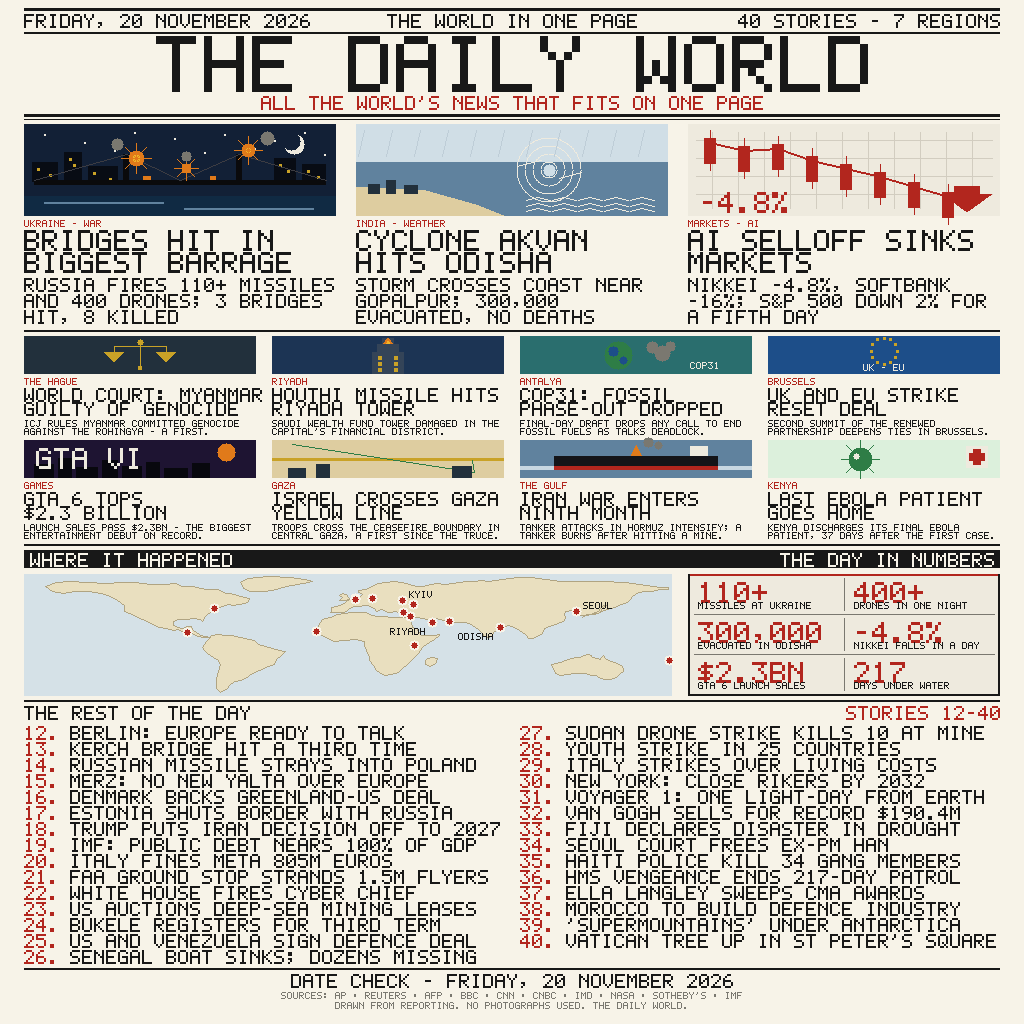 FRIDAY, 20 NOVEMBER 2026
THE WORLD IN ONE PAGE
40 STORIES - 7 REGIONS
THE DAILY WORLD
ALL THE WORLD'S NEWS THAT FITS ON ONE PAGE
UKRAINE - WAR
BRIDGES HIT IN
BIGGEST BARRAGE
RUSSIA FIRES 110+ MISSILES
AND 400 DRONES; 3 BRIDGES
HIT, 8 KILLED
INDIA - WEATHER
CYCLONE AKVAN
HITS ODISHA
STORM CROSSES COAST NEAR
GOPALPUR; 300,000
EVACUATED, NO DEATHS
-4.8%
MARKETS - AI
AI SELLOFF SINKS
MARKETS
NIKKEI -4.8%, SOFTBANK
-16%; S&P 500 DOWN 2% FOR
A FIFTH DAY
THE HAGUE
WORLD COURT: MYANMAR
GUILTY OF GENOCIDE
ICJ RULES MYANMAR COMMITTED GENOCIDE
AGAINST THE ROHINGYA - A FIRST.
RIYADH
HOUTHI MISSILE HITS
RIYADH TOWER
SAUDI WEALTH FUND TOWER DAMAGED IN THE
CAPITAL'S FINANCIAL DISTRICT.
COP31
ANTALYA
COP31: FOSSIL
PHASE-OUT DROPPED
FINAL-DAY DRAFT DROPS ANY CALL TO END
FOSSIL FUELS AS TALKS DEADLOCK.
UK - EU
BRUSSELS
UK AND EU STRIKE
RESET DEAL
SECOND SUMMIT OF THE RENEWED
PARTNERSHIP DEEPENS TIES IN BRUSSELS.
GTA VI
GAMES
GTA 6 TOPS
$2.3 BILLION
LAUNCH SALES PASS $2.3BN - THE BIGGEST
ENTERTAINMENT DEBUT ON RECORD.
GAZA
ISRAEL CROSSES GAZA
YELLOW LINE
TROOPS CROSS THE CEASEFIRE BOUNDARY IN
CENTRAL GAZA, A FIRST SINCE THE TRUCE.
THE GULF
IRAN WAR ENTERS
NINTH MONTH
TANKER ATTACKS IN HORMUZ INTENSIFY; A
TANKER BURNS AFTER HITTING A MINE.
KENYA
LAST EBOLA PATIENT
GOES HOME
KENYA DISCHARGES ITS FINAL EBOLA
PATIENT, 37 DAYS AFTER THE FIRST CASE.
WHERE IT HAPPENED
KYIV
SEOUL
RIYADH
ODISHA
THE DAY IN NUMBERS
110+
MISSILES AT UKRAINE
400+
DRONES IN ONE NIGHT
300,000
EVACUATED IN ODISHA
-4.8%
NIKKEI FALLS IN A DAY
$2.3BN
GTA 6 LAUNCH SALES
217
DAYS UNDER WATER
THE REST OF THE DAY
STORIES 12-40
12. BERLIN: EUROPE READY TO TALK
13. KERCH BRIDGE HIT A THIRD TIME
14. RUSSIAN MISSILE STRAYS INTO POLAND
15. MERZ: NO NEW YALTA OVER EUROPE
16. DENMARK BACKS GREENLAND-US DEAL
17. ESTONIA SHUTS BORDER WITH RUSSIA
18. TRUMP PUTS IRAN DECISION OFF TO 2027
19. IMF: PUBLIC DEBT NEARS 100% OF GDP
20. ITALY FINES META 805M EUROS
21. FAA GROUND STOP STRANDS 1.5M FLYERS
22. WHITE HOUSE FIRES CYBER CHIEF
23. US AUCTIONS DEEP-SEA MINING LEASES
24. BUKELE REGISTERS FOR THIRD TERM
25. US AND VENEZUELA SIGN DEFENCE DEAL
26. SENEGAL BOAT SINKS; DOZENS MISSING
27. SUDAN DRONE STRIKE KILLS 10 AT MINE
28. YOUTH STRIKE IN 25 COUNTRIES
29. ITALY STRIKES OVER LIVING COSTS
30. NEW YORK: CLOSE RIKERS BY 2032
31. VOYAGER 1: ONE LIGHT-DAY FROM EARTH
32. VAN GOGH SELLS FOR RECORD $190.4M
33. FIJI DECLARES DISASTER IN DROUGHT
34. SEOUL COURT FREES EX-PM HAN
35. HAITI POLICE KILL 34 GANG MEMBERS
36. HMS VENGEANCE ENDS 217-DAY PATROL
37. ELLA LANGLEY SWEEPS CMA AWARDS
38. MOROCCO TO BUILD DEFENCE INDUSTRY
39. 'SUPERMOUNTAINS' UNDER ANTARCTICA
40. VATICAN TREE UP IN ST PETER'S SQUARE
DATE CHECK - FRIDAY, 20 NOVEMBER 2026
SOURCES: AP • REUTERS • AFP • BBC • CNN • CNBC • IMD • NASA • SOTHEBY'S • IMF
DRAWN FROM REPORTING. NO PHOTOGRAPHS USED. THE DAILY WORLD.